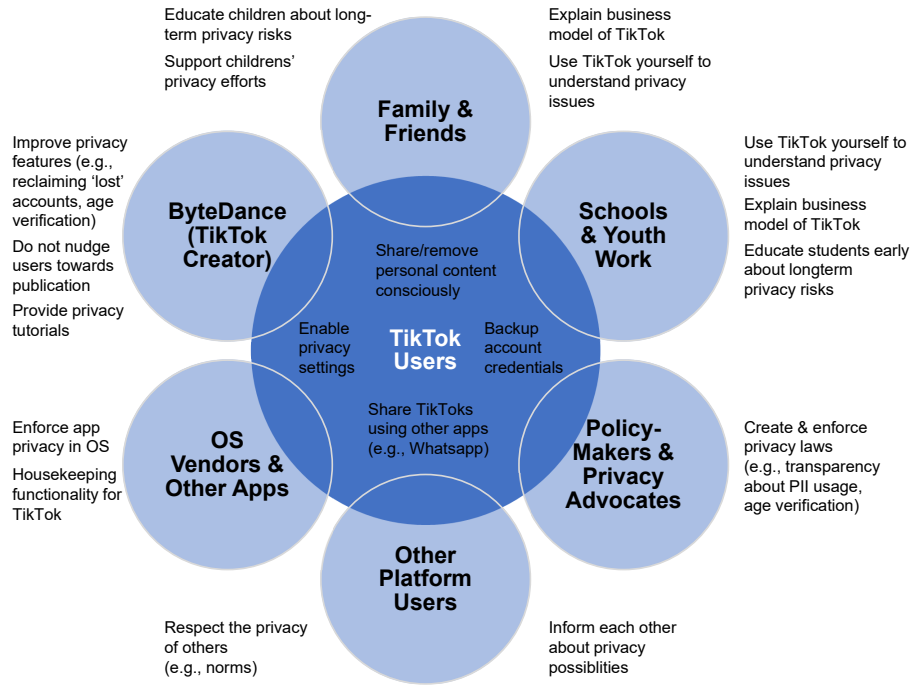 Educate children about long-
term privacy risks
Support childrens'
privacy efforts
Explain business
model of TikTok
Use TikTok yourself to
understand privacy
issues
Family &
Friends
Improve privacy
features (e.g.,
reclaiming 'lost'
accounts, age
verification)
Do not nudge
users towards
publication
Provide privacy
tutorials
ByteDance
(TikTok
Creator)
Schools
& Youth
Work
Use TikTok yourself to
understand privacy
issues
Explain business
model of TikTok
Educate students early
about longterm
privacy risks
Share/remove
personal content
consciously
Enable
privacy
settings
TikTok
Users
Backup
account
credentials
Share TikToks
using other apps
(e.g., Whatsapp)
Enforce app
privacy in OS
Housekeeping
functionality for
TikTok
OS
Vendors &
Other Apps
Policy-
Makers &
Privacy
Advocates
Create & enforce
privacy laws
(e.g., transparency
about PII usage,
age verification)
Other
Platform
Users
Respect the privacy
of others
(e.g., norms)
Inform each other
about privacy
possiblities